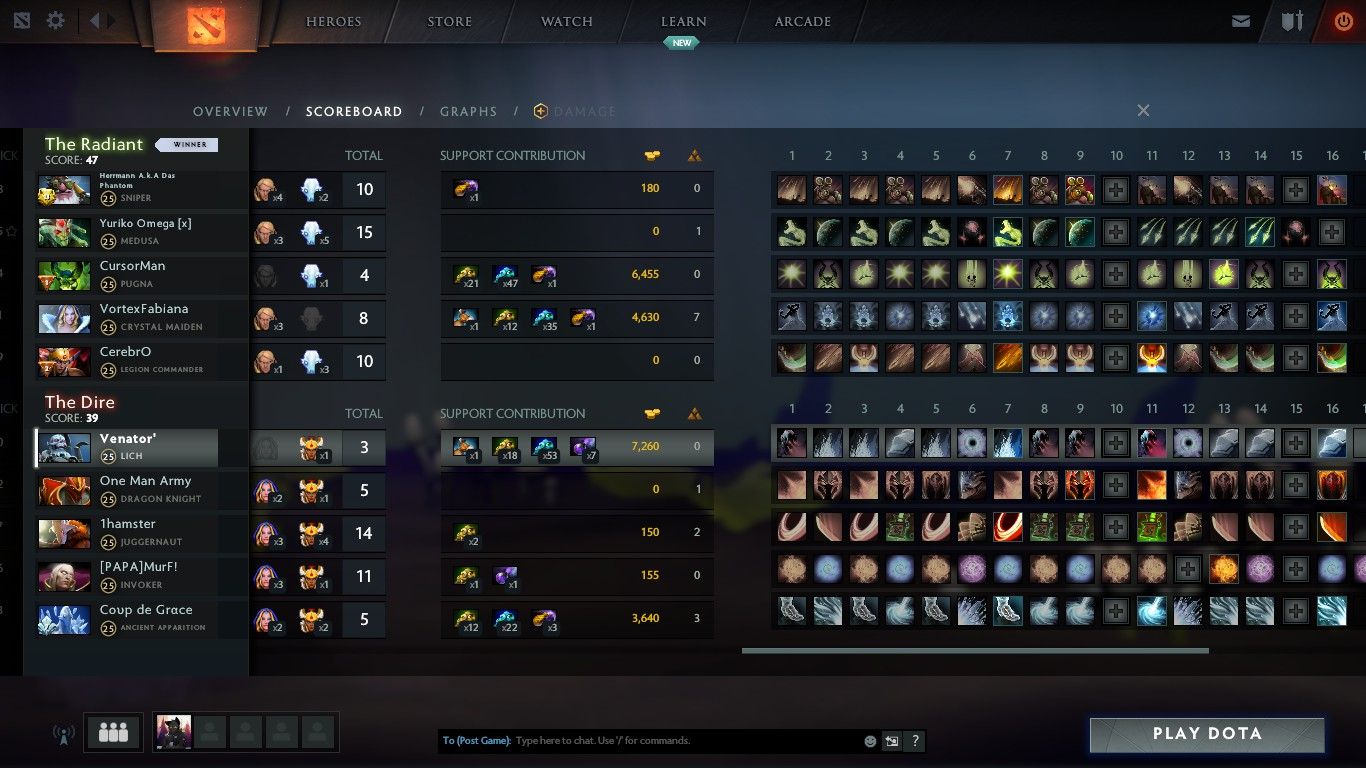 HEROES STORE WATCH LEARN ARCADE
NEW
OVERVIEW / SCOREBOARD / GRAPHS / DAMAGE
The Radiant WINNER
SCORE: 47
TOTAL SUPPORT CONTRIBUTION 1 2 3 4 5 6 7 8 9 10 11 12 13 14 15 16
Herrmann A.k.A Das Phantom
25 SNIPER
x4 x2 10 x1 180 0
Yuriko Omega [x]
25 MEDUSA
x3 x5 15 0 1
CursorMan
25 PUGNA
x1 4 x21 x47 x1 6,455 0
VortexFabiana
25 CRYSTAL MAIDEN
x3 8 x1 x12 x35 x1 4,630 7
CerebrO
25 LEGION COMMANDER
x1 x3 10 0 0
The Dire
SCORE: 39
TOTAL SUPPORT CONTRIBUTION 1 2 3 4 5 6 7 8 9 10 11 12 13 14 15 16
Venator'
25 LICH
x1 3 x1 x18 x53 x7 7,260 0
One Man Army
25 DRAGON KNIGHT
x2 x1 5 0 1
1hamster
25 JUGGERNAUT
x3 x4 14 x2 150 2
[PAPA]MurF!
25 INVOKER
x3 x1 11 x1 x1 155 0
Coup de Grαce
25 ANCIENT APPARITION
x2 x2 5 x12 x22 x3 3,640 3
To (Post Game): Type here to chat. Use '/' for commands. ?
PLAY DOTA